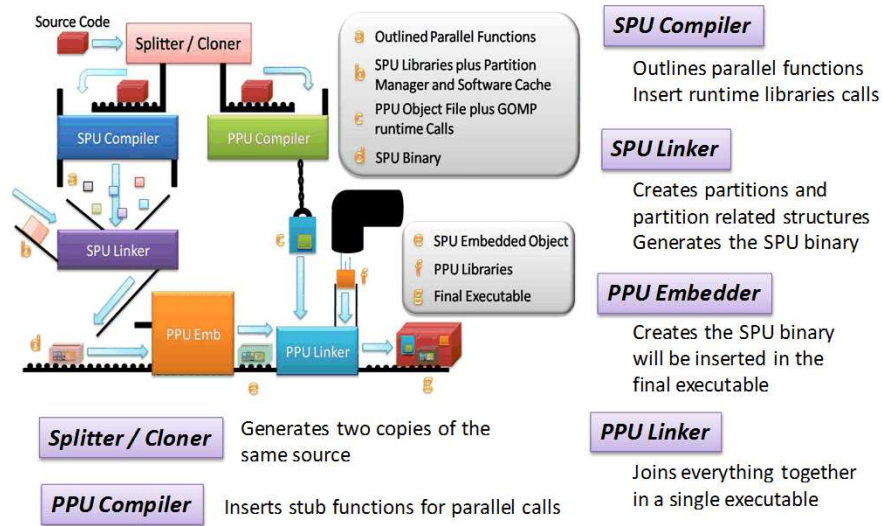 Source Code
Splitter / Cloner
SPU Compiler
PPU Compiler
a
SPU Linker
b
c
f
d
PPU Emb
PPU Linker
e
g
a Outlined Parallel Functions
b SPU Libraries plus Partition
Manager and Software Cache
c PPU Object File plus GOMP
runtime Calls
d SPU Binary
e SPU Embedded Object
f PPU Libraries
g Final Executable
SPU Compiler
Outlines parallel functions
Insert runtime libraries calls
SPU Linker
Creates partitions and
partition related structures
Generates the SPU binary
PPU Embedder
Creates the SPU binary
will be inserted in the
final executable
PPU Linker
Joins everything together
in a single executable
Splitter / Cloner
Generates two copies of the
same source
PPU Compiler
Inserts stub functions for parallel calls